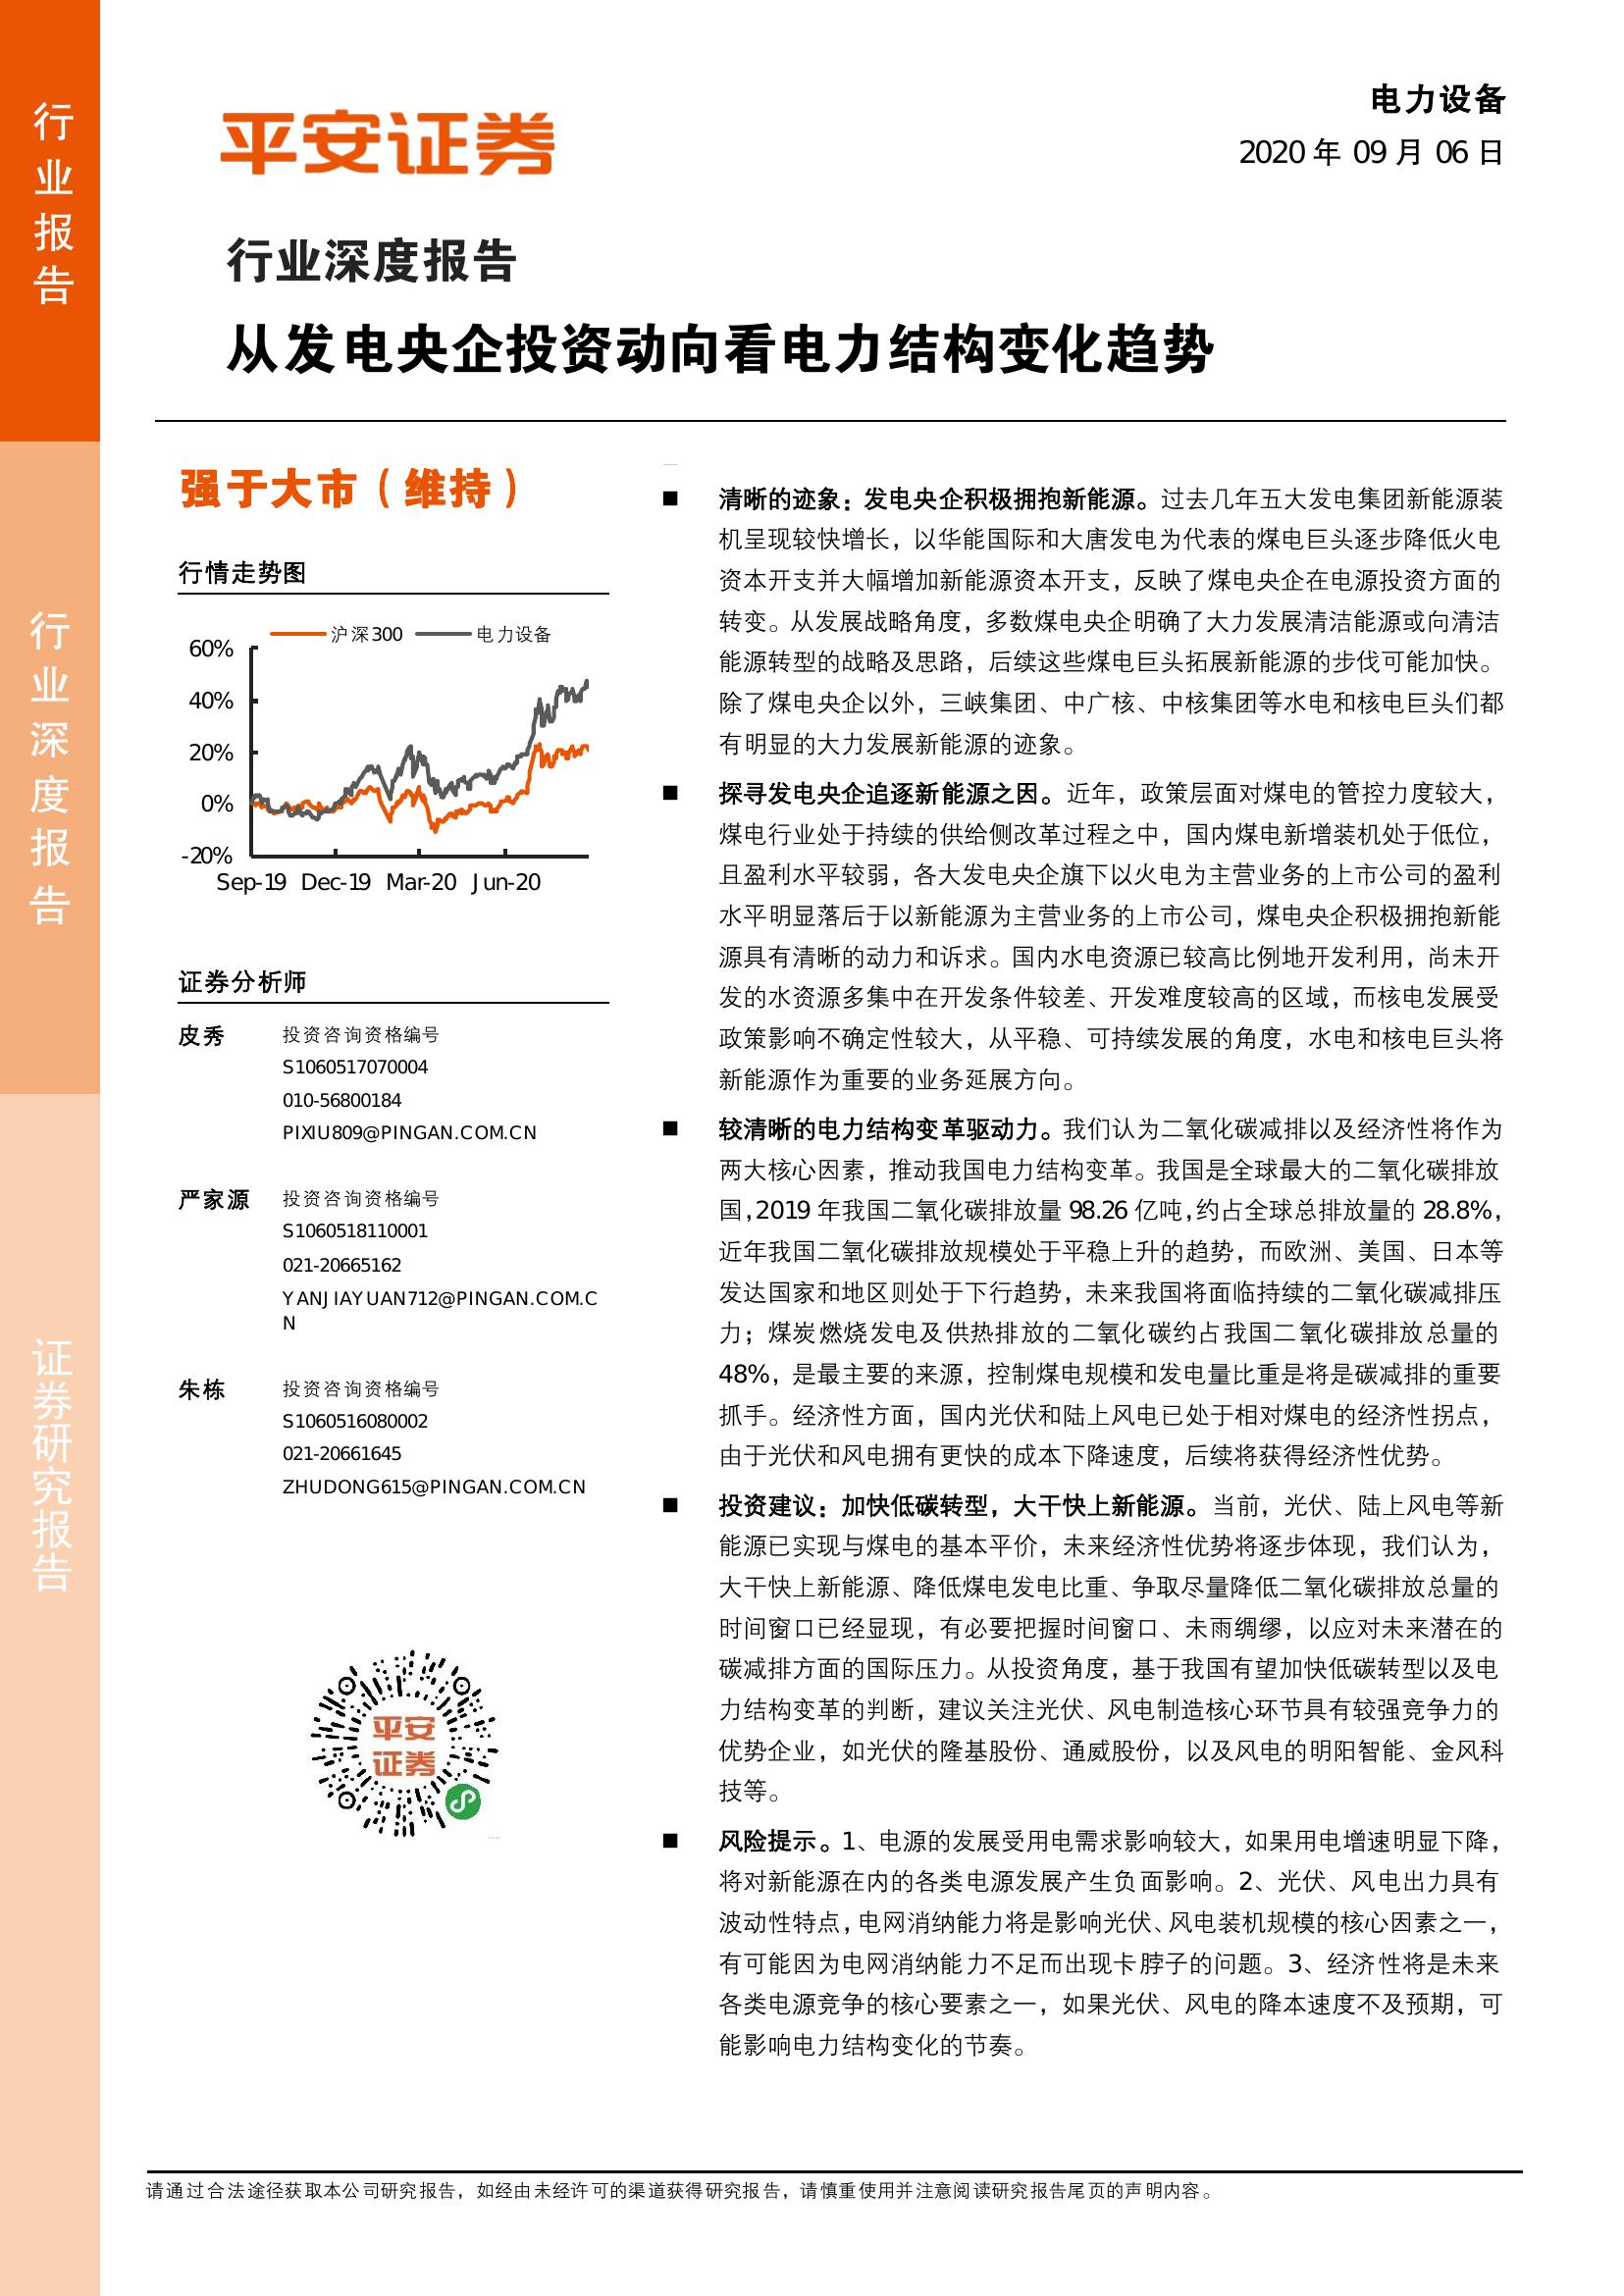 行业报告
行业深度报告
证券研究报告
平安证券
电力设备
2020 年 09 月 06 日
行业深度报告
从发电央企投资动向看电力结构变化趋势
强于大市（维持）
行情走势图
沪深300 电力设备
60%
40%
20%
0%
-20%
Sep-19 Dec-19 Mar-20 Jun-20
证券分析师
皮秀 投资咨询资格编号
S1060517070004
010-56800184
PIXIU809@PINGAN.COM.CN
严家源 投资咨询资格编号
S1060518110001
021-20665162
YANJIAYUAN712@PINGAN.COM.C
N
朱栋 投资咨询资格编号
S1060516080002
021-20661645
ZHUDONG615@PINGAN.COM.CN
平安
证券
■ 清晰的迹象：发电央企积极拥抱新能源。过去几年五大发电集团新能源装
机呈现较快增长，以华能国际和大唐发电为代表的煤电巨头逐步降低火电
资本开支并大幅增加新能源资本开支，反映了煤电央企在电源投资方面的
转变。从发展战略角度，多数煤电央企明确了大力发展清洁能源或向清洁
能源转型的战略及思路，后续这些煤电巨头拓展新能源的步伐可能加快。
除了煤电央企以外，三峡集团、中广核、中核集团等水电和核电巨头们都
有明显的大力发展新能源的迹象。
■ 探寻发电央企追逐新能源之因。近年，政策层面对煤电的管控力度较大，
煤电行业处于持续的供给侧改革过程之中，国内煤电新增装机处于低位，
且盈利水平较弱，各大发电央企旗下以火电为主营业务的上市公司的盈利
水平明显落后于以新能源为主营业务的上市公司，煤电央企积极拥抱新能
源具有清晰的动力和诉求。国内水电资源已较高比例地开发利用，尚未开
发的水资源多集中在开发条件较差、开发难度较高的区域，而核电发展受
政策影响不确定性较大，从平稳、可持续发展的角度，水电和核电巨头将
新能源作为重要的业务延展方向。
■ 较清晰的电力结构变革驱动力。我们认为二氧化碳减排以及经济性将作为
两大核心因素，推动我国电力结构变革。我国是全球最大的二氧化碳排放
国，2019 年我国二氧化碳排放量 98.26 亿吨，约占全球总排放量的 28.8%，
近年我国二氧化碳排放规模处于平稳上升的趋势，而欧洲、美国、日本等
发达国家和地区则处于下行趋势，未来我国将面临持续的二氧化碳减排压
力；煤炭燃烧发电及供热排放的二氧化碳约占我国二氧化碳排放总量的
48%，是最主要的来源，控制煤电规模和发电量比重是将是碳减排的重要
抓手。经济性方面，国内光伏和陆上风电已处于相对煤电的经济性拐点，
由于光伏和风电拥有更快的成本下降速度，后续将获得经济性优势。
■ 投资建议：加快低碳转型，大干快上新能源。当前，光伏、陆上风电等新
能源已实现与煤电的基本平价，未来经济性优势将逐步体现，我们认为，
大干快上新能源、降低煤电发电比重、争取尽量降低二氧化碳排放总量的
时间窗口已经显现，有必要把握时间窗口、未雨绸缪，以应对未来潜在的
碳减排方面的国际压力。从投资角度，基于我国有望加快低碳转型以及电
力结构变革的判断，建议关注光伏、风电制造核心环节具有较强竞争力的
优势企业，如光伏的隆基股份、通威股份，以及风电的明阳智能、金风科
技等。
■ 风险提示。1、电源的发展受用电需求影响较大，如果用电增速明显下降，
将对新能源在内的各类电源发展产生负面影响。2、光伏、风电出力具有
波动性特点，电网消纳能力将是影响光伏、风电装机规模的核心因素之一，
有可能因为电网消纳能力不足而出现卡脖子的问题。3、经济性将是未来
各类电源竞争的核心要素之一，如果光伏、风电的降本速度不及预期，可
能影响电力结构变化的节奏。
请通过合法途径获取本公司研究报告，如经由未经许可的渠道获得研究报告，请慎重使用并注意阅读研究报告尾页的声明内容。